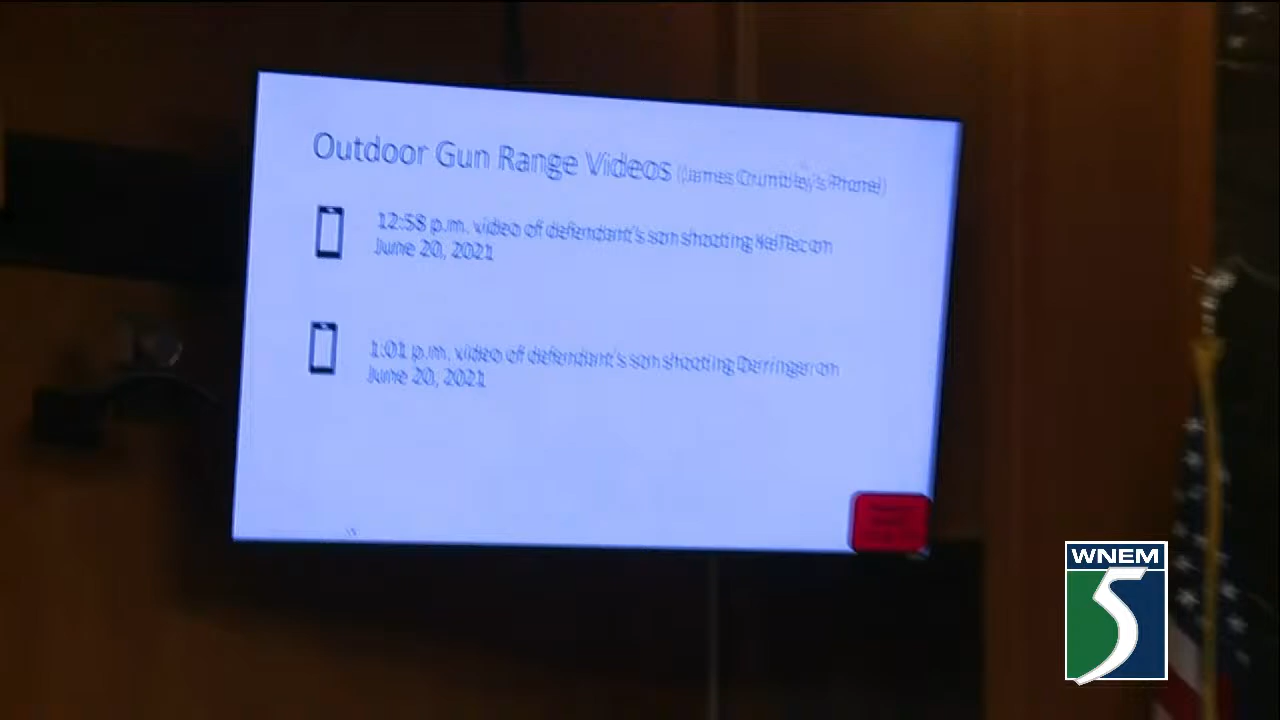 Outdoor Gun Range Videos (James Crumbley's Phone)
12:58 p.m. video of defendant's son shooting KelTec on
June 20, 2021
1:01 p.m. video of defendant's son shooting Derringer on
June 20, 2021
WNEM
5